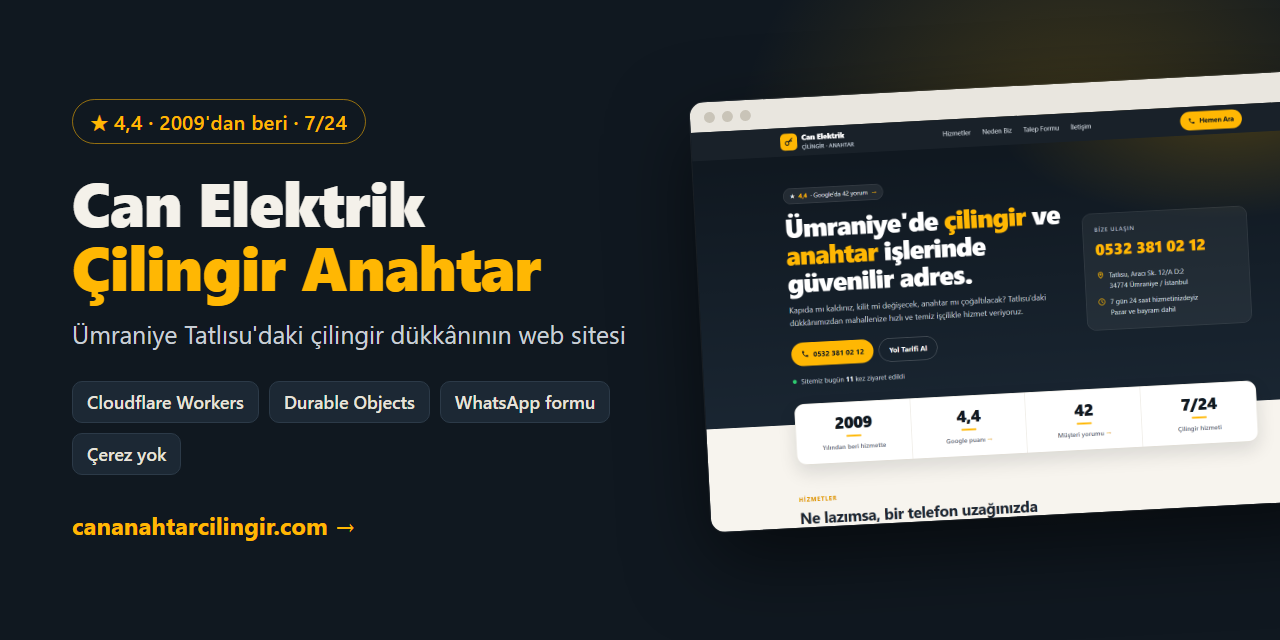 ★ 4,4 · 2009'dan beri · 7/24
Can Elektrik
Çilingir Anahtar
Ümraniye Tatlısu'daki çilingir dükkânının web sitesi
Cloudflare Workers
Durable Objects
WhatsApp formu
Çerez yok
cananahtarcilingir.com →
Can Elektrik
ÇİLİNGİR · ANAHTAR
Hizmetler
Neden Biz
Talep Formu
İletişim
Hemen Ara
★ 4,4 · Google'da 42 yorum →
Ümraniye'de çilingir ve
anahtar işlerinde
güvenilir adres.
Kapıda mı kaldınız, kilit mi değişecek, anahtar mı çoğaltılacak? Tatlısu'daki
dükkânımızdan mahallenize hızlı ve temiz işçilikle hizmet veriyoruz.
0532 381 02 12
Yol Tarifi Al
Sitemiz bugün 11 kez ziyaret edildi
BİZE ULAŞIN
0532 381 02 12
Tatlısu, Aracı Sk. 12/A D:2
34774 Ümraniye / İstanbul
7 gün 24 saat hizmetinizdeyiz
Pazar ve bayram dahil
2009
Yılından beri hizmette
4,4
Google puanı →
42
Müşteri yorumu →
7/24
Çilingir hizmeti
HİZMETLER
Ne lazımsa, bir telefon uzağınızda